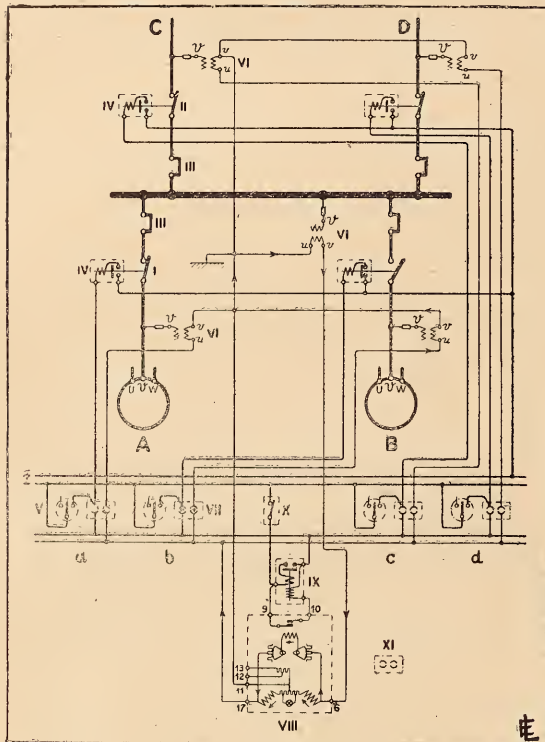 C D
v v u VI v v u
IV II
III
III v u v VI
IV I
v v u VI v u
U V W U V W
A B
V VII X
a b c d
IX
9 10
13
12
11
17 6
XI
VIII